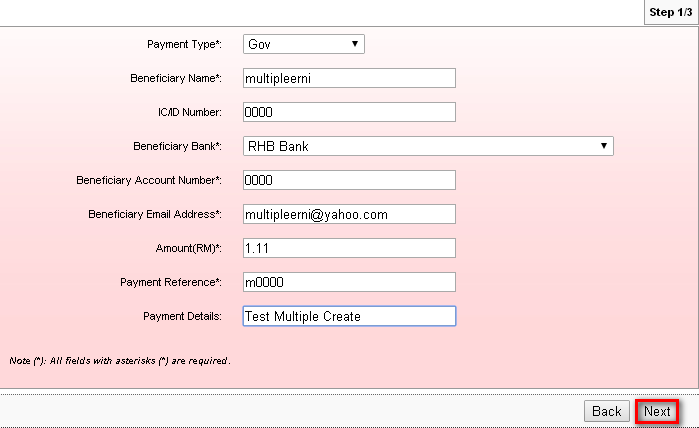 Step 1/3
Payment Type*: Gov
Beneficiary Name*: multipleerni
IC/ID Number: 0000
Beneficiary Bank*: RHB Bank
Beneficiary Account Number*: 0000
Beneficiary Email Address*: multipleerni@yahoo.com
Amount(RM)*: 1.11
Payment Reference*: m0000
Payment Details: Test Multiple Create
Note (*): All fields with asterisks (*) are required.
Back Next